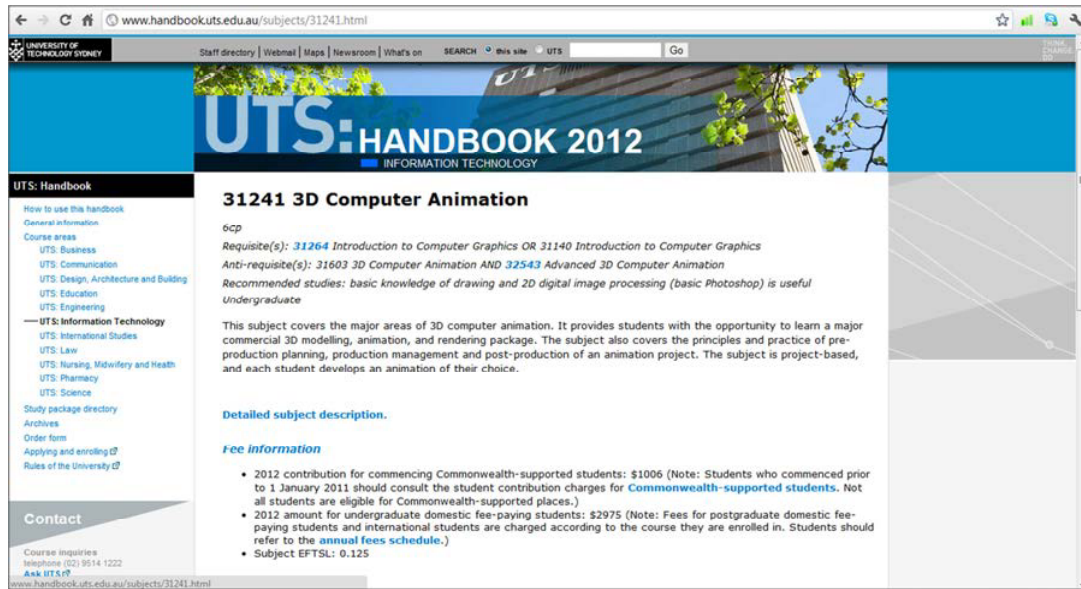 www.handbook.uts.edu.au/subjects/31241.html
UNIVERSITY OF
TECHNOLOGY SYDNEY
Staff directory | Webmail | Maps | Newsroom | What's on SEARCH this site UTS Go
THINK.
CHANGE.
DO
UTS
UTS: HANDBOOK 2012
INFORMATION TECHNOLOGY
UTS: Handbook
How to use this handbook
General information
Course areas
UTS: Business
UTS: Communication
UTS: Design, Architecture and Building
UTS: Education
UTS: Engineering
UTS: Information Technology
UTS: International Studies
UTS: Law
UTS: Nursing, Midwifery and Health
UTS: Pharmacy
UTS: Science
Study package directory
Archives
Order form
Applying and enrolling
Rules of the University
Contact
Course inquiries
telephone (02) 9514 1222
Ask UTS
www.handbook.uts.edu.au/subjects/31241.html
31241 3D Computer Animation
6cp
Requisite(s): 31264 Introduction to Computer Graphics OR 31140 Introduction to Computer Graphics
Anti-requisite(s): 31603 3D Computer Animation AND 32543 Advanced 3D Computer Animation
Recommended studies: basic knowledge of drawing and 2D digital image processing (basic Photoshop) is useful
Undergraduate
This subject covers the major areas of 3D computer animation. It provides students with the opportunity to learn a major
commercial 3D modelling, animation, and rendering package. The subject also covers the principles and practice of pre-
production planning, production management and post-production of an animation project. The subject is project-based,
and each student develops an animation of their choice.
Detailed subject description.
Fee information
• 2012 contribution for commencing Commonwealth-supported students: $1006 (Note: Students who commenced prior
to 1 January 2011 should consult the student contribution charges for Commonwealth-supported students. Not
all students are eligible for Commonwealth-supported places.)
• 2012 amount for undergraduate domestic fee-paying students: $2975 (Note: Fees for postgraduate domestic fee-
paying students and international students are charged according to the course they are enrolled in. Students should
refer to the annual fees schedule.)
• Subject EFTSL: 0.125